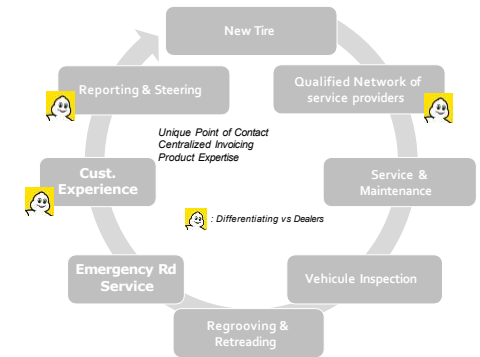 New Tire
Qualified Network of
service providers
Service &
Maintenance
Vehicule Inspection
Regrooving &
Retreading
Emergency Rd
Service
Cust.
Experience
Reporting & Steering
Unique Point of Contact
Centralized Invoicing
Product Expertise
: Differentiating vs Dealers